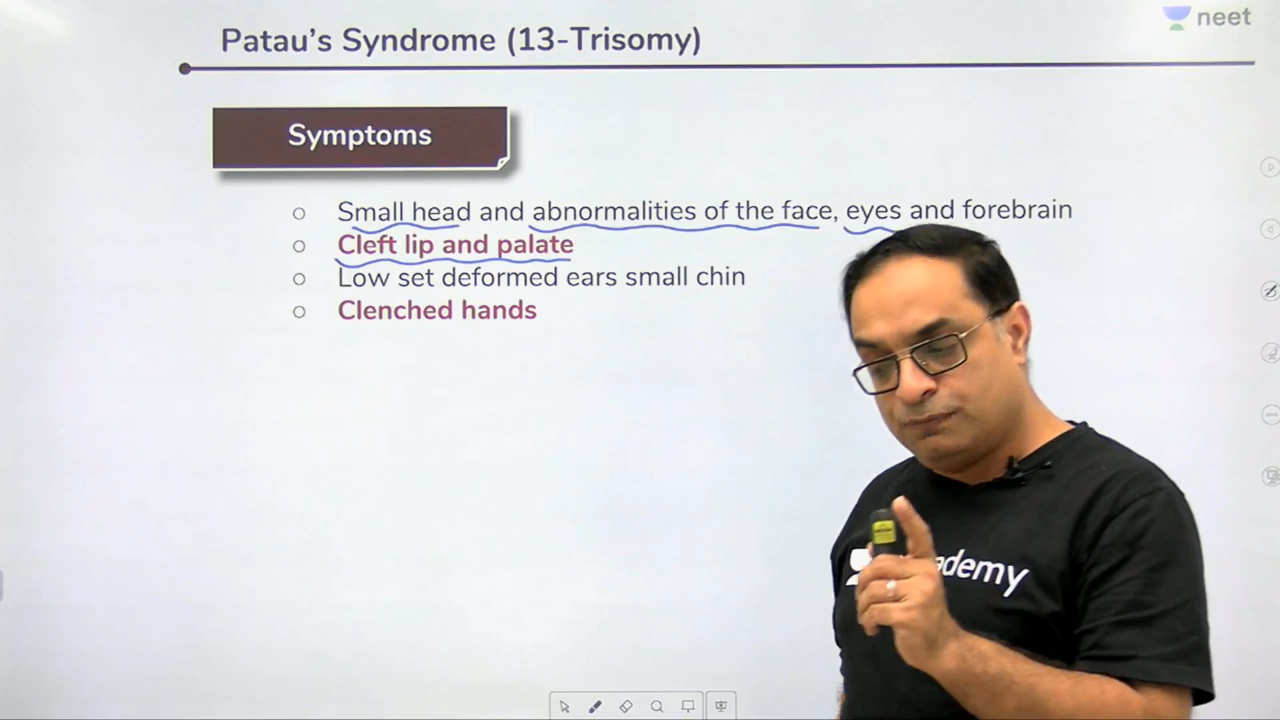 Patau's Syndrome (13-Trisomy)
neet
Symptoms
Small head and abnormalities of the face, eyes and forebrain
Cleft lip and palate
Low set deformed ears small chin
Clenched hands